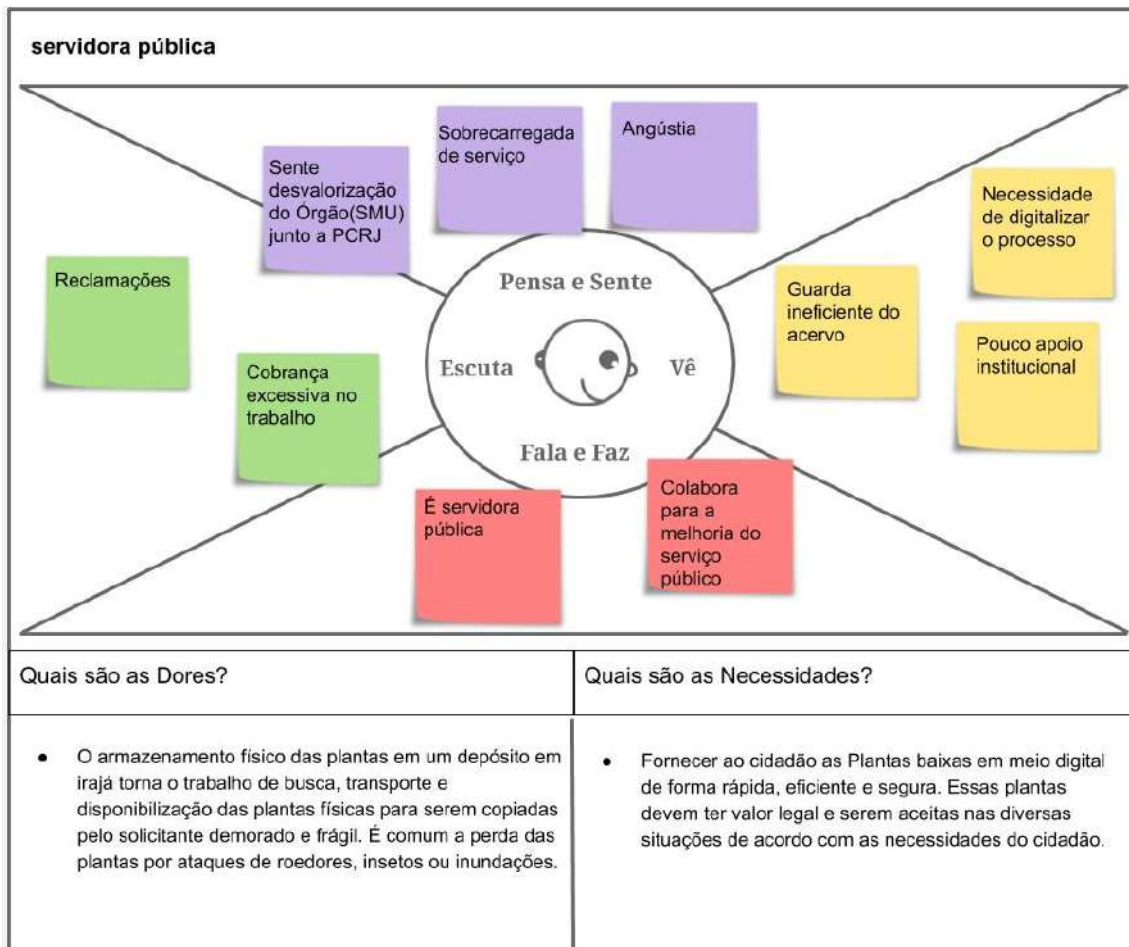 servidora pública
Sente
desvalorização
do Órgão(SMU)
junto a PCRJ
Sobrecarregada
de serviço
Angústia
Reclamações
Cobrança
excessiva no
trabalho
Pensa e Sente
Escuta
Vê
Fala e Faz
Necessidade
de digitalizar
o processo
Guarda
ineficiente do
acervo
Pouco apoio
institucional
É servidora
pública
Colabora
para a
melhoria do
serviço
público
Quais são as Dores?
• O armazenamento físico das plantas em um depósito em
irajá torna o trabalho de busca, transporte e
disponibilização das plantas físicas para serem copiadas
pelo solicitante demorado e frágil. É comum a perda das
plantas por ataques de roedores, insetos ou inundações.
Quais são as Necessidades?
• Fornecer ao cidadão as Plantas baixas em meio digital
de forma rápida, eficiente e segura. Essas plantas
devem ter valor legal e serem aceitas nas diversas
situações de acordo com as necessidades do cidadão.